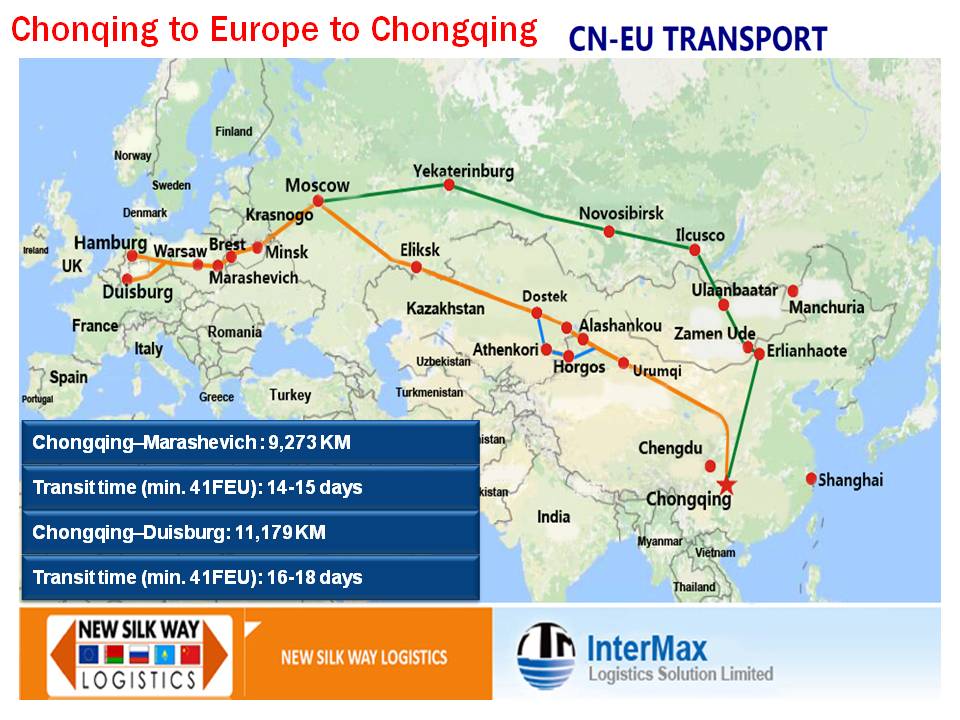 Chonqing to Europe to Chongqing
CN-EU TRANSPORT
Finland
Norway
Sweden
Denmark
Ireland
UK
Hamburg
Duisburg
Warsaw
Brest
Marashevich
Minsk
Krasnogo
Moscow
Yekaterinburg
Novosibirsk
Ilcusco
Eliksk
Kazakhstan
Dostek
Alashankou
Athenkori
Horgos
Urumqi
Ulaanbaatar
Manchuria
Zamen Ude
Erlianhaote
France
Romania
Italy
Spain
Portugal
Greece
Turkey
Uzbekistan
Turkmenistan
istan
kistan
Chengdu
Chongqing
Shanghai
India
Myanmar
Vietnam
Thailand
Chongqing–Marashevich : 9,273 KM
Transit time (min. 41FEU): 14-15 days
Chongqing–Duisburg: 11,179 KM
Transit time (min. 41FEU): 16-18 days
NEW SILK WAY
LOGISTICS
NEW SILK WAY LOGISTICS
InterMax
Logistics Solution Limited